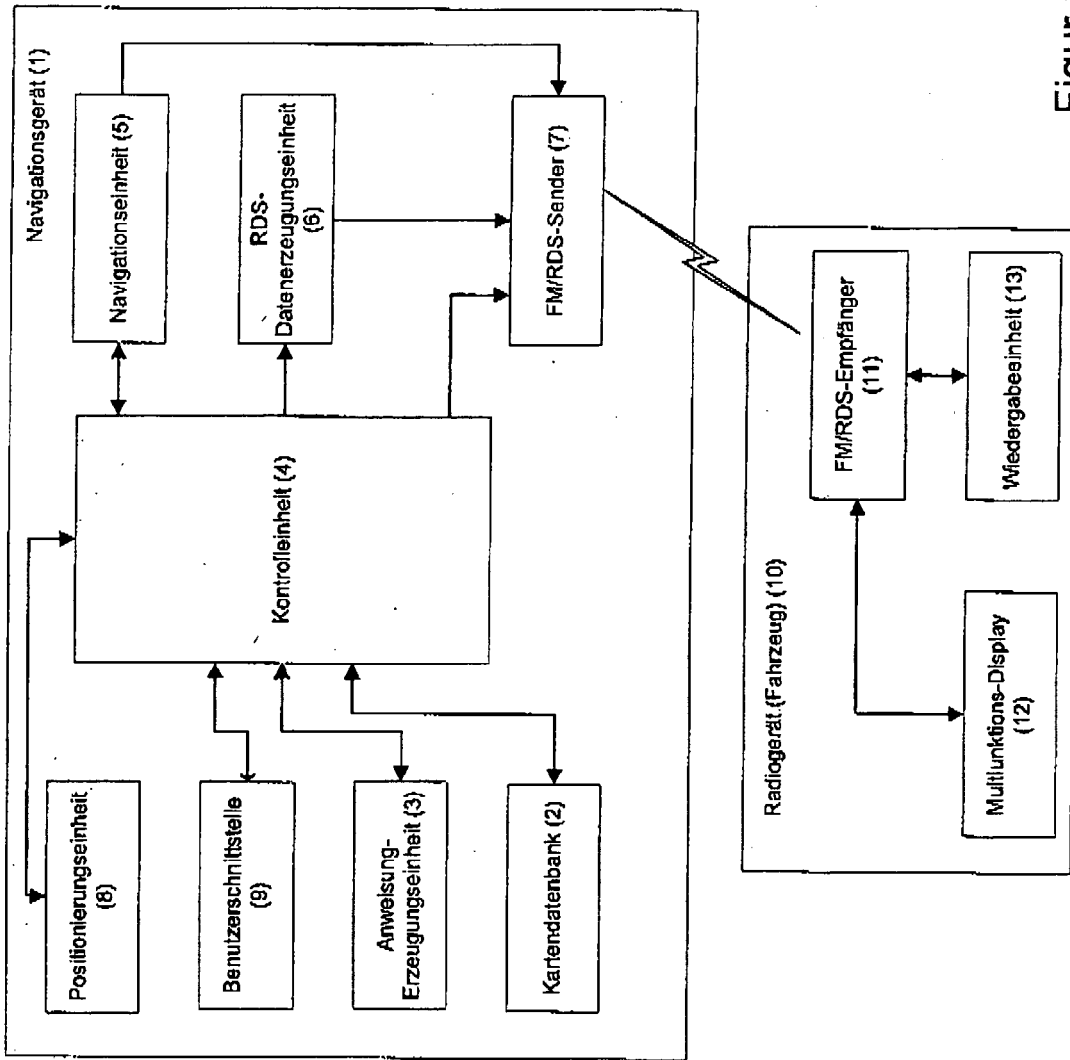 Navigationsgerät (1)
Positionierungseinheit
(8)
Benutzerschnittstelle
(9)
Anweisung-
Erzeugungseinheit (3)
Kartendatenbank (2)
Kontrolleinheit (4)
Navigationseinheit (5)
RDS-
Datenerzeugungseinheit
(6)
FM/RDS-Sender (7)
Radiogerät (Fahrzeug) (10)
FM/RDS-Empfänger
(11)
Multifunktions-Display
(12)
Wiedergabeeinheit (13)
Figur